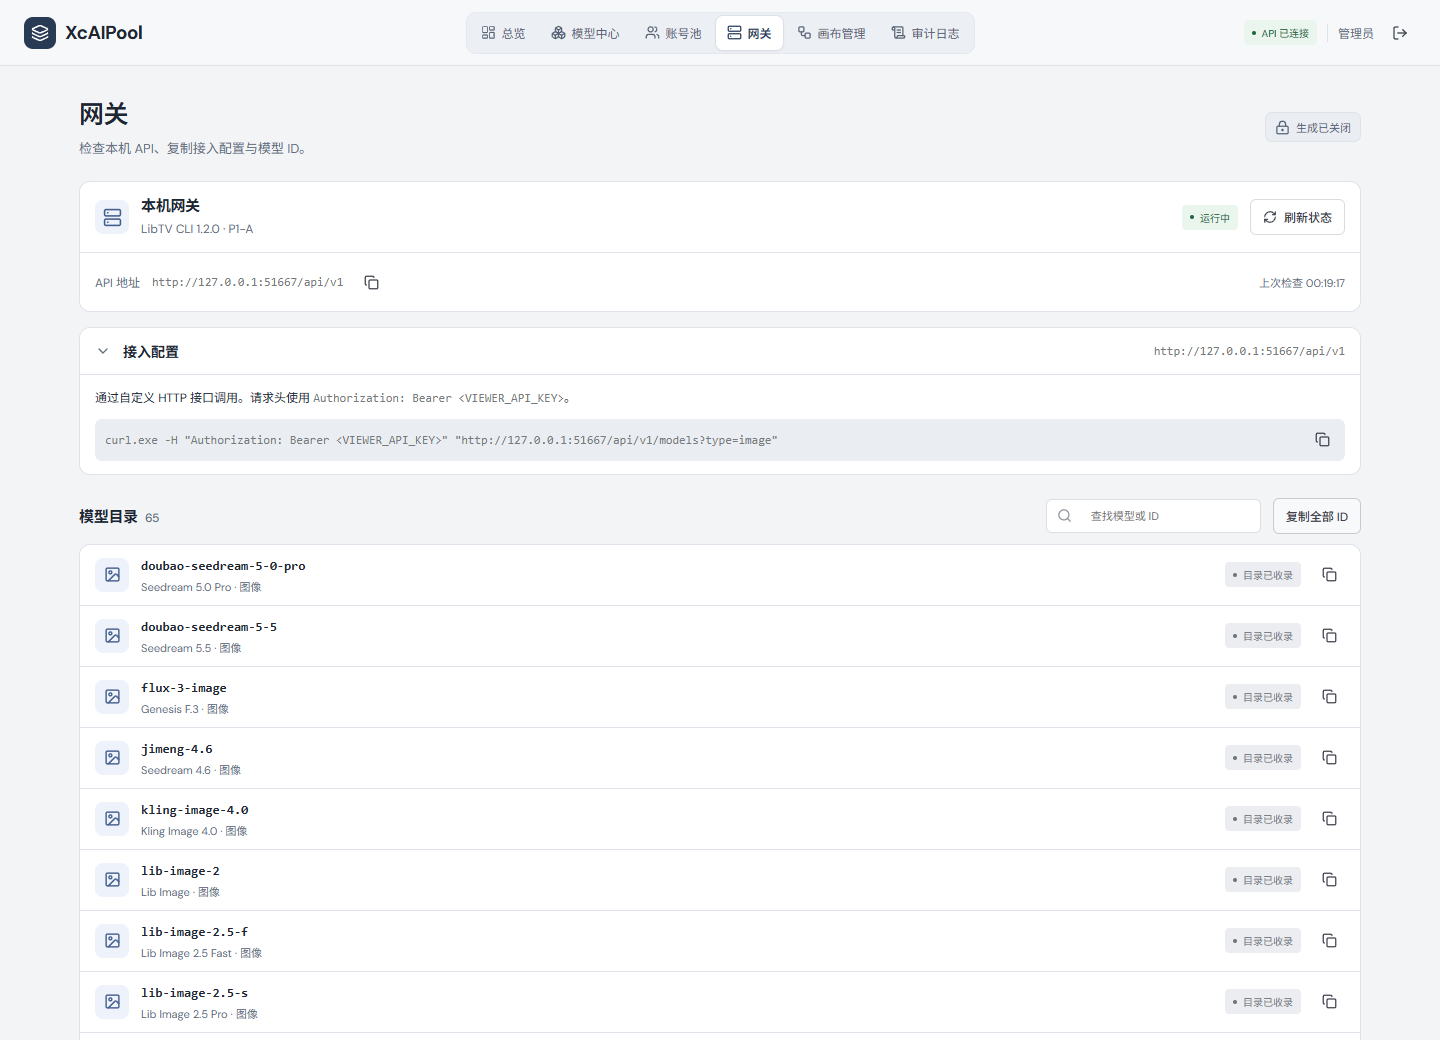 XcAIPool
总览
模型中心
账号池
网关
画布管理
审计日志
API 已连接
管理员
网关
检查本机 API、复制接入配置与模型 ID。
生成已关闭
本机网关
LibTV CLI 1.2.0 · P1-A
运行中
刷新状态
API 地址
http://127.0.0.1:51667/api/v1
上次检查 00:19:17
接入配置
http://127.0.0.1:51667/api/v1
通过自定义 HTTP 接口调用。请求头使用 Authorization: Bearer <VIEWER_API_KEY>。
curl.exe -H "Authorization: Bearer <VIEWER_API_KEY>" "http://127.0.0.1:51667/api/v1/models?type=image"
模型目录 65
查找模型或 ID
复制全部 ID
doubao-seedream-5-0-pro
Seedream 5.0 Pro · 图像
目录已收录
doubao-seedream-5-5
Seedream 5.5 · 图像
目录已收录
flux-3-image
Genesis F.3 · 图像
目录已收录
jimeng-4.6
Seedream 4.6 · 图像
目录已收录
kling-image-4.0
Kling Image 4.0 · 图像
目录已收录
lib-image-2
Lib Image · 图像
目录已收录
lib-image-2.5-f
Lib Image 2.5 Fast · 图像
目录已收录
lib-image-2.5-s
Lib Image 2.5 Pro · 图像
目录已收录